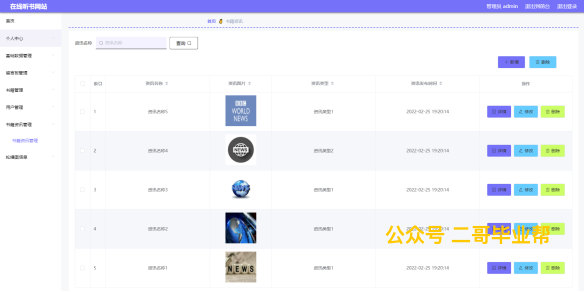 在线听书网站
管理员 admin
退出到前台
退出登录
首页
个人中心
基础数据管理
留言板管理
书籍管理
用户管理
书籍资讯管理
书籍资讯管理
轮播图信息
首页
书籍资讯
资讯名称
资讯名称
查询
新增
删除
索引 资讯名称 资讯图片 资讯类型 资讯发布时间 操作
1 资讯名称5 WORLD NEWS 资讯类型1 2022-02-25 19:20:14 详情 修改 删除
2 资讯名称4 NEWS 资讯类型2 2022-02-25 19:20:14 详情 修改 删除
3 资讯名称3 资讯类型1 2022-02-25 19:20:14 详情 修改 删除
4 资讯名称2 资讯类型1 2022-02-25 19:20:14 详情 修改 删除
公众号 二哥毕业帮
5 资讯名称1 NEWS 资讯类型1 2022-02-25 19:20:14 详情 修改 删除